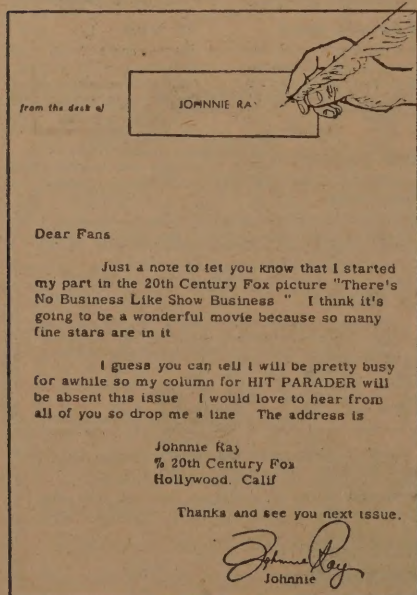 from the desk of
JOHNNIE RAY
Dear Fans
Just a note to let you know that I started
my part in the 20th Century Fox picture "There's
No Business Like Show Business " I think it's
going to be a wonderful movie because so many
fine stars are in it
I guess you can tell I will be pretty busy
for awhile so my column for HIT PARADER will
be absent this issue I would love to hear from
all of you so drop me a line The address is
Johnnie Ray
% 20th Century Fox
Hollywood. Calif
Thanks and see you next issue.
Johnnie Ray
Johnnie